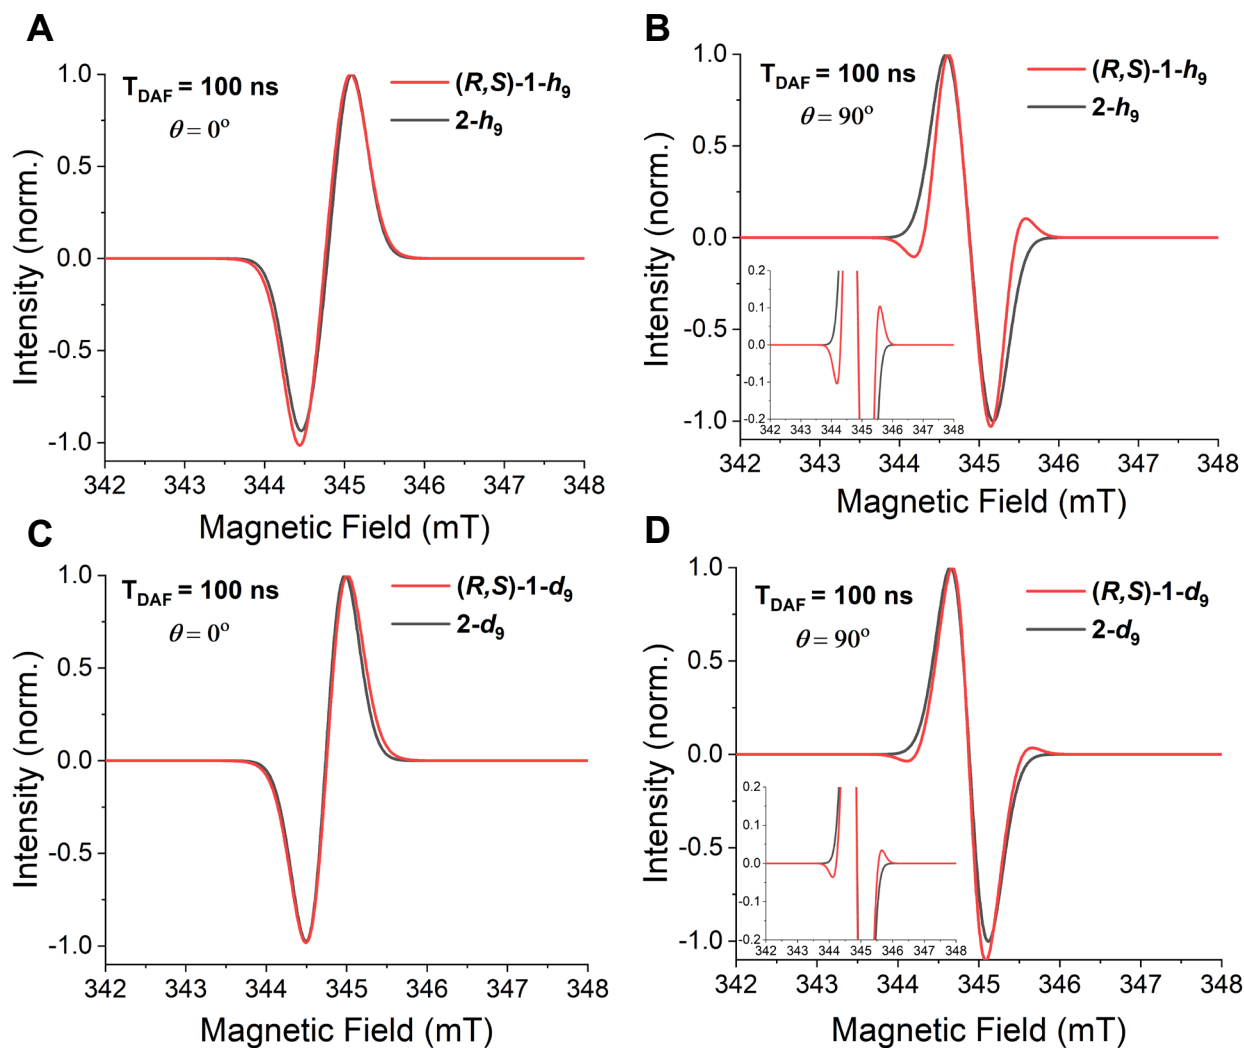 A
T_DAF = 100 ns
θ = 0°
(R,S)-1-h₉
2-h₉
Intensity (norm.)
1.0
0.5
0.0
-0.5
-1.0
342 343 344 345 346 347 348
Magnetic Field (mT)
B
T_DAF = 100 ns
θ = 90°
(R,S)-1-h₉
2-h₉
Intensity (norm.)
1.0
0.5
0.0
-0.5
-1.0
0.2
0.1
0.0
-0.1
-0.2
342 343 344 345 346 347 348
342 343 344 345 346 347 348
Magnetic Field (mT)
C
T_DAF = 100 ns
θ = 0°
(R,S)-1-d₉
2-d₉
Intensity (norm.)
1.0
0.5
0.0
-0.5
-1.0
342 343 344 345 346 347 348
Magnetic Field (mT)
D
T_DAF = 100 ns
θ = 90°
(R,S)-1-d₉
2-d₉
Intensity (norm.)
1.0
0.5
0.0
-0.5
-1.0
0.2
0.1
0.0
-0.1
-0.2
342 343 344 345 346 347 348
342 343 344 345 346 347 348
Magnetic Field (mT)